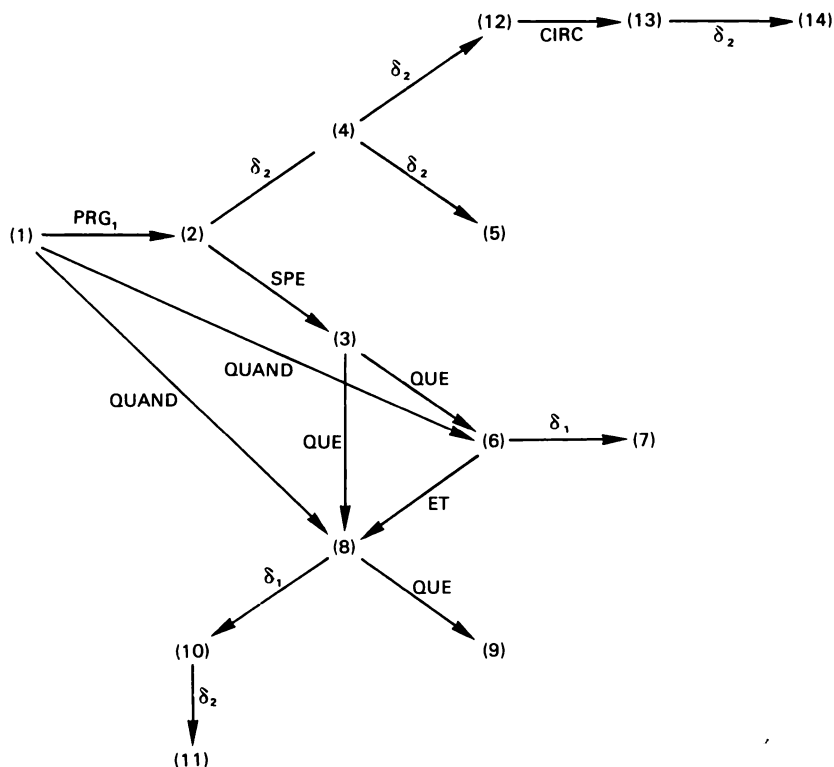 (12) CIRC (13) δ₂ (14)
δ₂
(4)
δ₂ δ₂
(1) PRG₁ (2) (5)
SPE
(3)
QUAND QUE
QUAND
QUE (6) δ₁ (7)
ET
(8)
δ₁ QUE
(10) (9)
δ₂
(11)